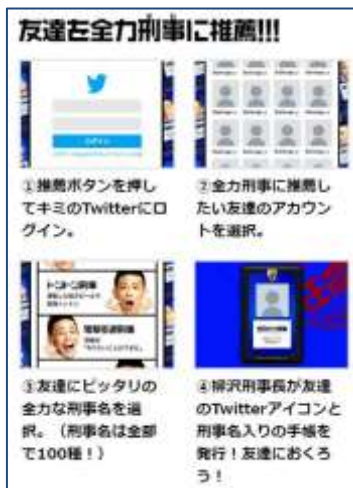 友達を全力刑事に推薦!!!
ログイン
①推薦ボタンを押し
てキミのTwitterにロ
グイン。
②全力刑事に推薦し
たい友達のアカウン
トを選択。
③友達にピッタリの
全力な刑事名を選
択。（刑事名は全部
で100種！）
④柳沢刑事長が友達
のTwitterアイコンと
刑事名入りの手帳を
発行！友達におくろ
う！